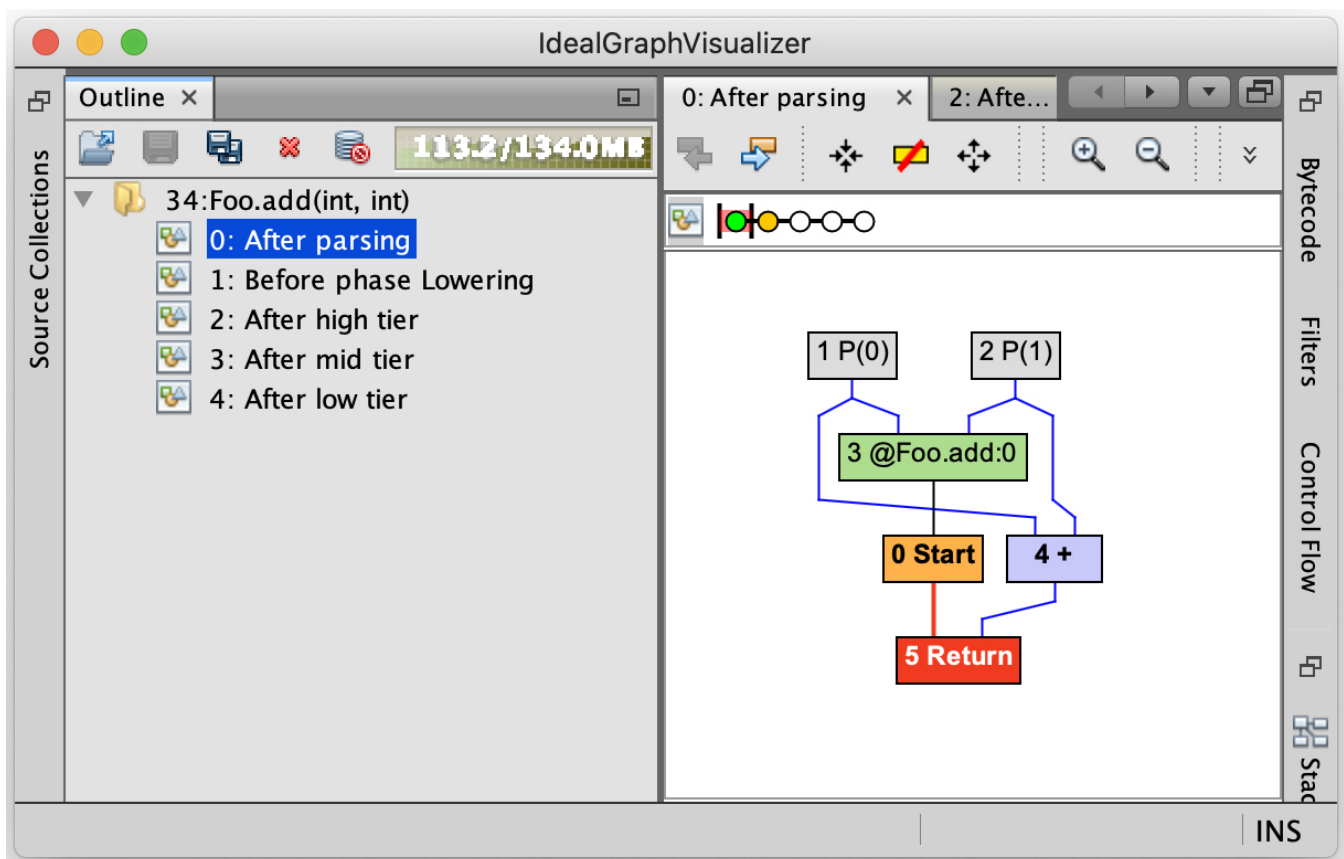 IdealGraphVisualizer
Source Collections
Outline
113.2/134.0MB
34:Foo.add(int, int)
0: After parsing
1: Before phase Lowering
2: After high tier
3: After mid tier
4: After low tier
0: After parsing
2: Afte...
1 P(0)
2 P(1)
3 @Foo.add:0
0 Start
4 +
5 Return
Bytecode
Filters
Control Flow
Stac
INS